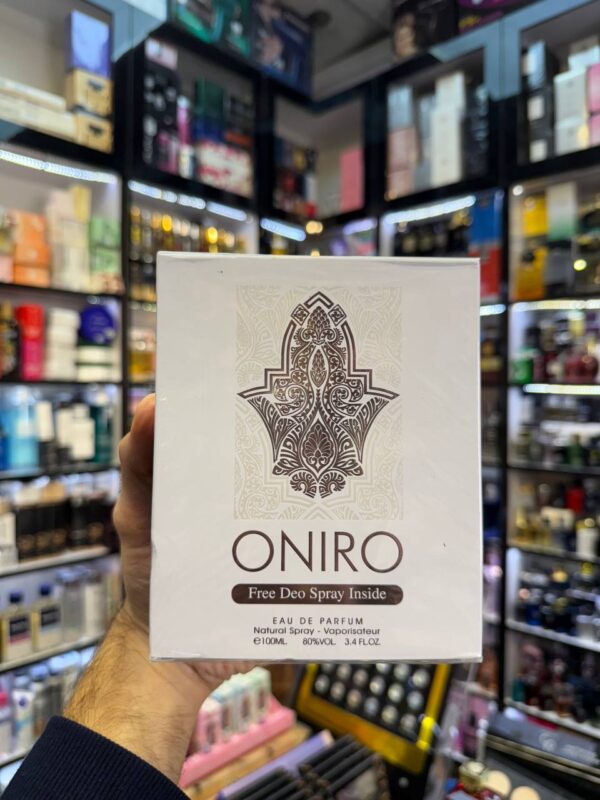 ONIRO
Free Deo Spray Inside
EAU DE PARFUM
Natural Spray - Vaporisateur
℮100ML 80%VOL 3.4 FL.OZ.